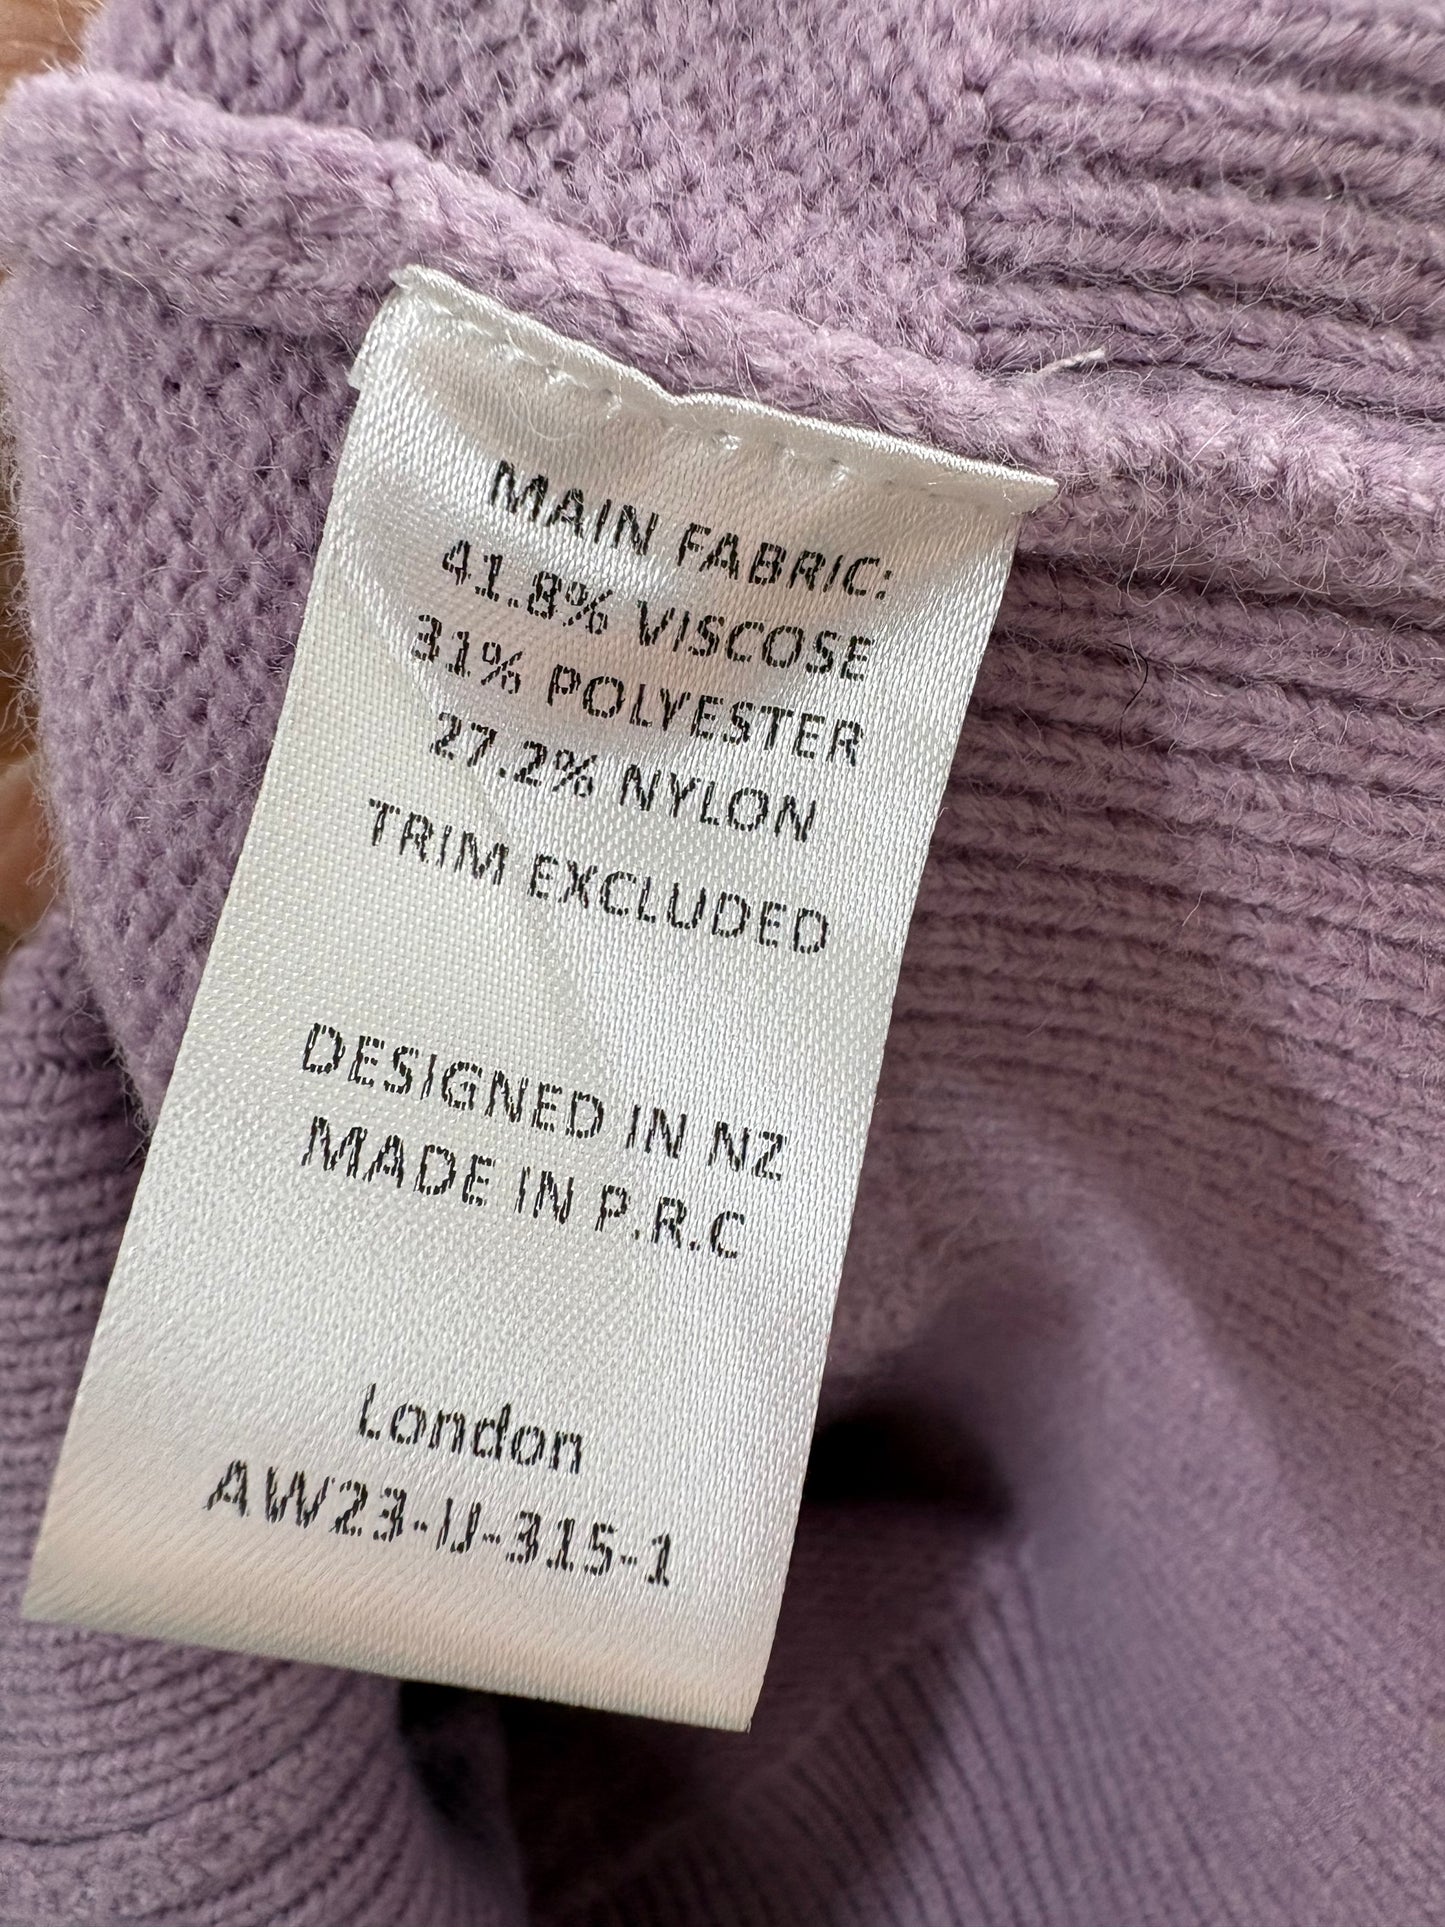 MAIN FABRIC:
41.8% VISCOSE
31% POLYESTER
27.2% NYLON
TRIM EXCLUDED
DESIGNED IN NZ
MADE IN P.R.C
London
AW23-IJ-315-1